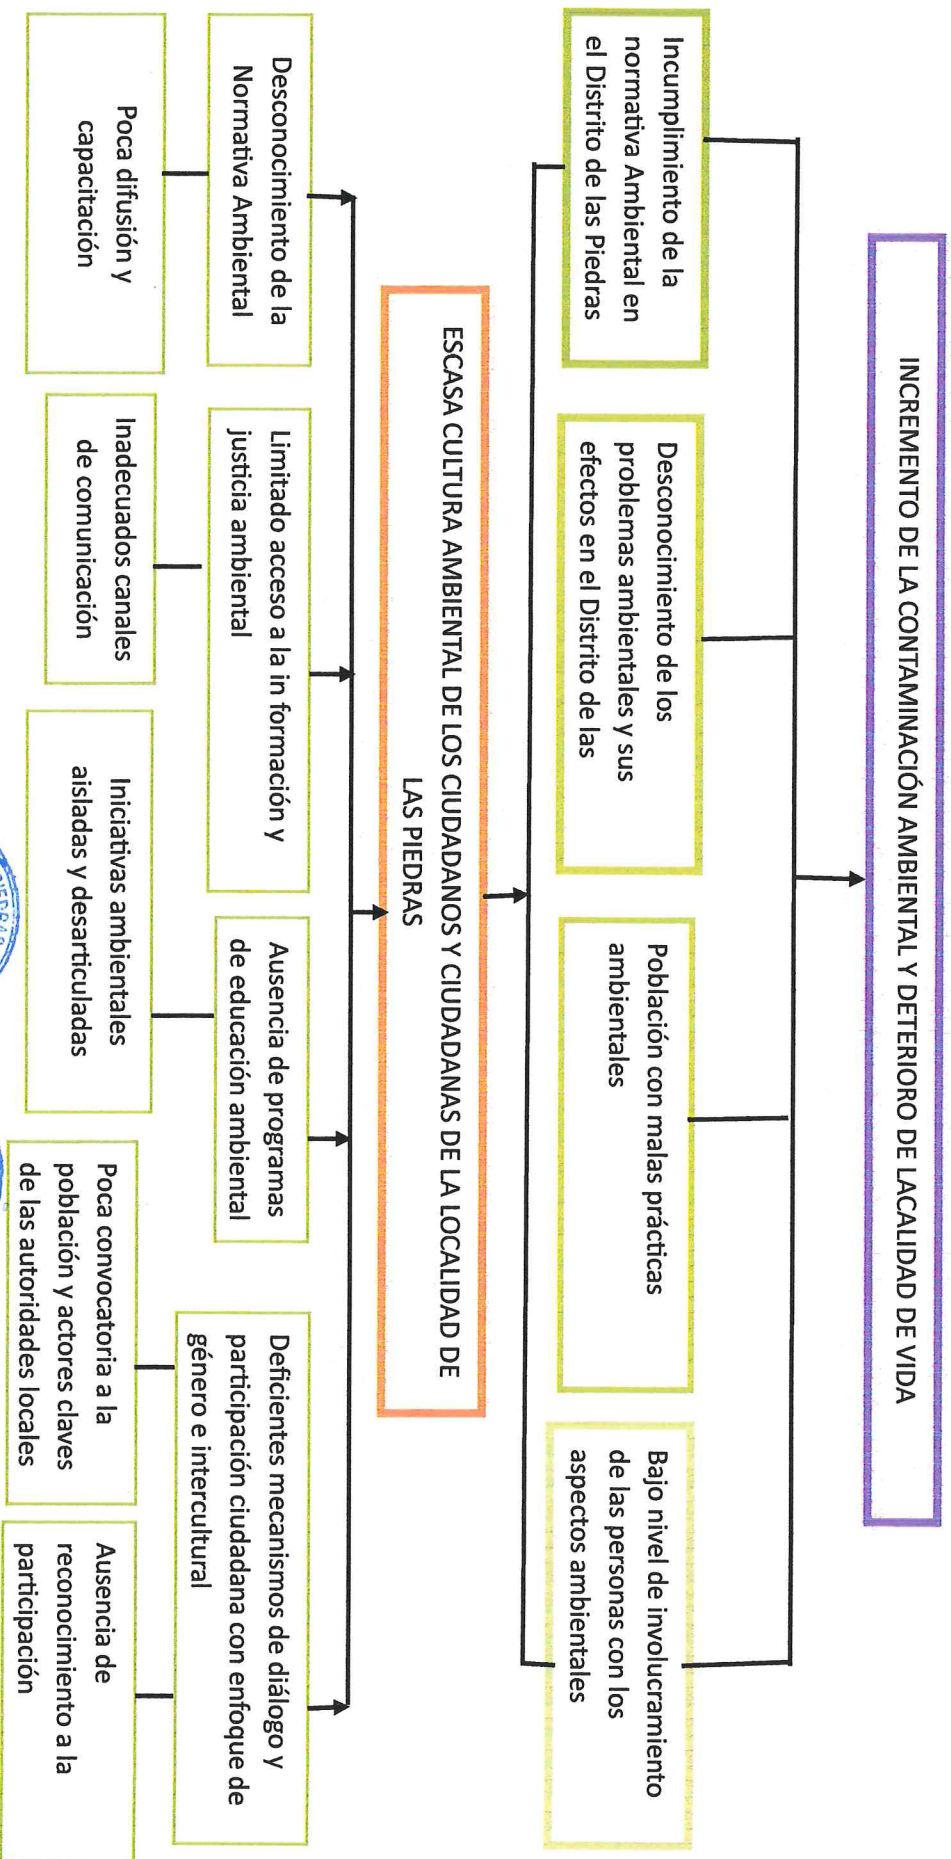 INCREMENTO DE LA CONTAMINACIÓN AMBIENTAL Y DETERIORO DE LACALIDAD DE VIDA
Incumplimiento de la
normativa Ambiental en
el Distrito de las Piedras
Desconocimiento de los
problemas ambientales y sus
efectos en el Distrito de las
Población con malas prácticas
ambientales
Bajo nivel de involucramiento
de las personas con los
aspectos ambientales
ESCASA CULTURA AMBIENTAL DE LOS CIUDADANOS Y CIUDADANAS DE LA LOCALIDAD DE
LAS PIEDRAS
Desconocimiento de la
Normativa Ambiental
Limitado acceso a la in formación y
justicia ambiental
Ausencia de programas
de educación ambiental
Deficientes mecanismos de diálogo y
participación ciudadana con enfoque de
género e intercultural
Poca difusión y
capacitación
Inadecuados canales
de comunicación
Iniciativas ambientales
aisladas y desarticuladas
Poca convocatoria a la
población y actores claves
de las autoridades locales
Ausencia de
reconocimiento a la
participación